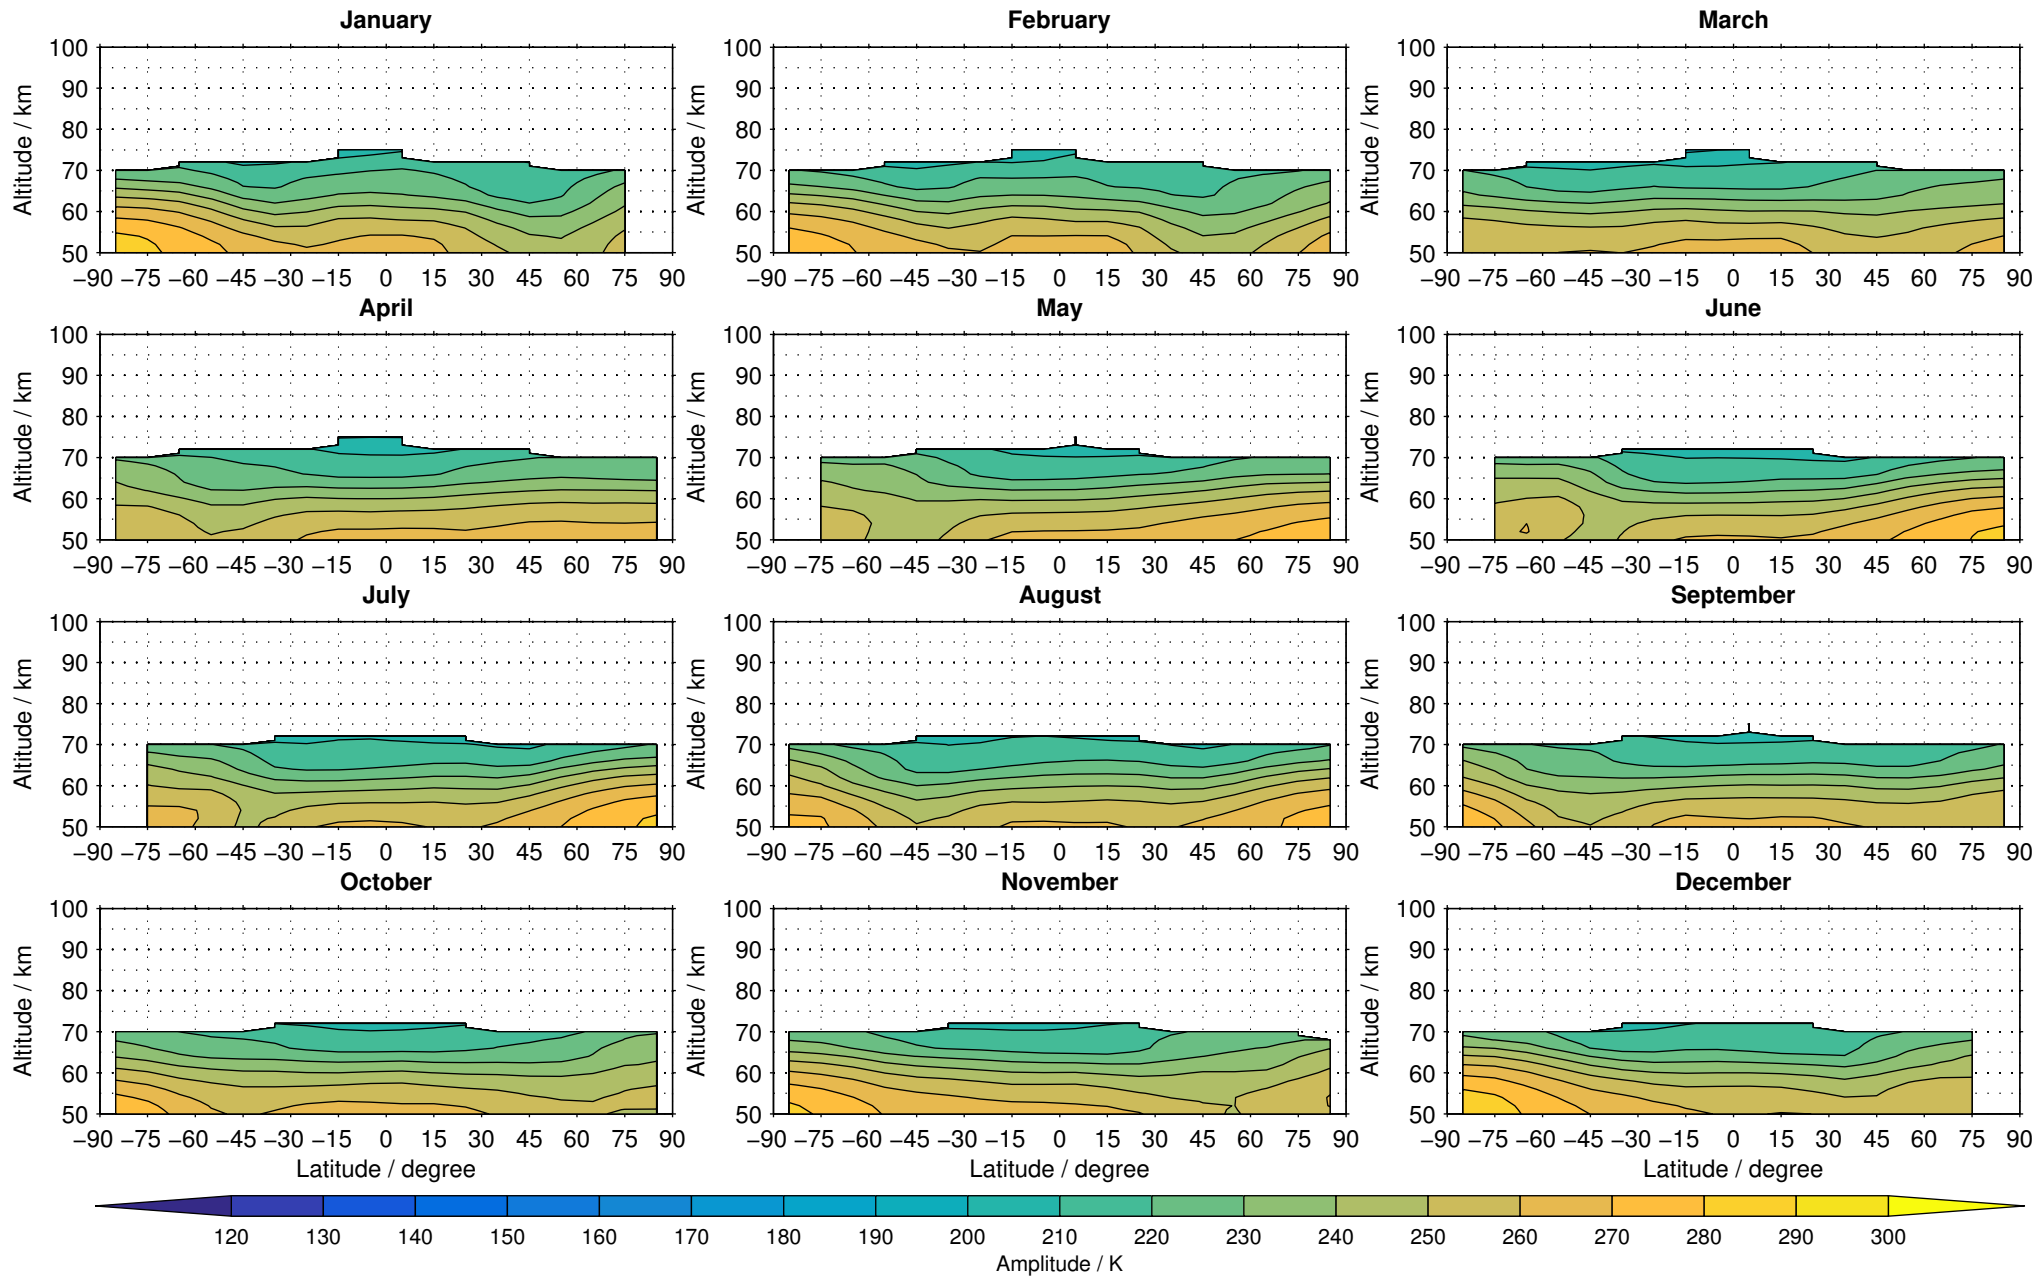 January February March
100 100 100
90 90 90
Altitude / km Altitude / km Altitude / km
80 80 80
70 70 70
60 60 60
50 50 50
−90 −75 −60 −45 −30 −15 0 15 30 45 60 75 90 −90 −75 −60 −45 −30 −15 0 15 30 45 60 75 90 −90 −75 −60 −45 −30 −15 0 15 30 45 60 75 90
April May June
100 100 100
90 90 90
Altitude / km Altitude / km Altitude / km
80 80 80
70 70 70
60 60 60
50 50 50
−90 −75 −60 −45 −30 −15 0 15 30 45 60 75 90 −90 −75 −60 −45 −30 −15 0 15 30 45 60 75 90 −90 −75 −60 −45 −30 −15 0 15 30 45 60 75 90
July August September
100 100 100
90 90 90
Altitude / km Altitude / km Altitude / km
80 80 80
70 70 70
60 60 60
50 50 50
−90 −75 −60 −45 −30 −15 0 15 30 45 60 75 90 −90 −75 −60 −45 −30 −15 0 15 30 45 60 75 90 −90 −75 −60 −45 −30 −15 0 15 30 45 60 75 90
October November December
100 100 100
90 90 90
Altitude / km Altitude / km Altitude / km
80 80 80
70 70 70
60 60 60
50 50 50
−90 −75 −60 −45 −30 −15 0 15 30 45 60 75 90 −90 −75 −60 −45 −30 −15 0 15 30 45 60 75 90 −90 −75 −60 −45 −30 −15 0 15 30 45 60 75 90
Latitude / degree Latitude / degree Latitude / degree
120 130 140 150 160 170 180 190 200 210 220 230 240 250 260 270 280 290 300
Amplitude / K